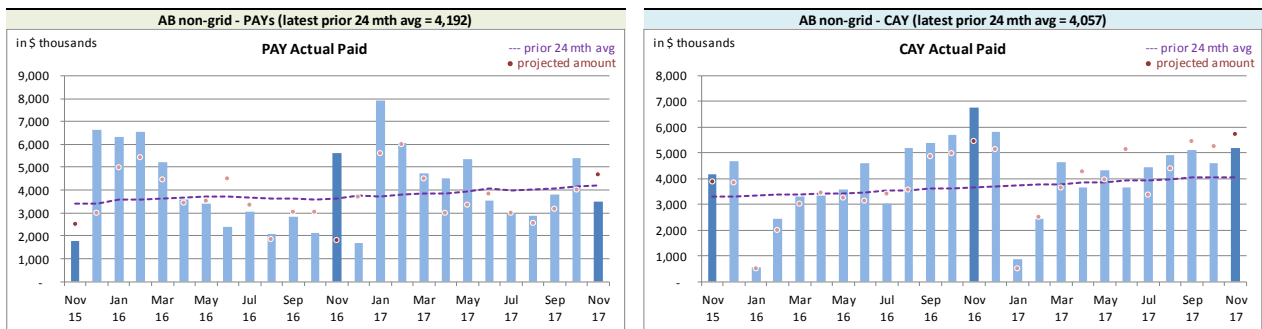 AB non-grid - PAYs (latest prior 24 mth avg = 4,192)
in $ thousands
PAY Actual Paid
--- prior 24 mth avg
• projected amount
9,000
8,000
7,000
6,000
5,000
4,000
3,000
2,000
1,000
-
Nov Jan Mar May Jul Sep Nov Jan Mar May Jul Sep Nov
15 16 16 16 16 16 16 17 17 17 17 17 17
AB non-grid - CAY (latest prior 24 mth avg = 4,057)
in $ thousands
CAY Actual Paid
--- prior 24 mth avg
• projected amount
8,000
7,000
6,000
5,000
4,000
3,000
2,000
1,000
-
Nov Jan Mar May Jul Sep Nov Jan Mar May Jul Sep Nov
15 16 16 16 16 16 16 17 17 17 17 17 17